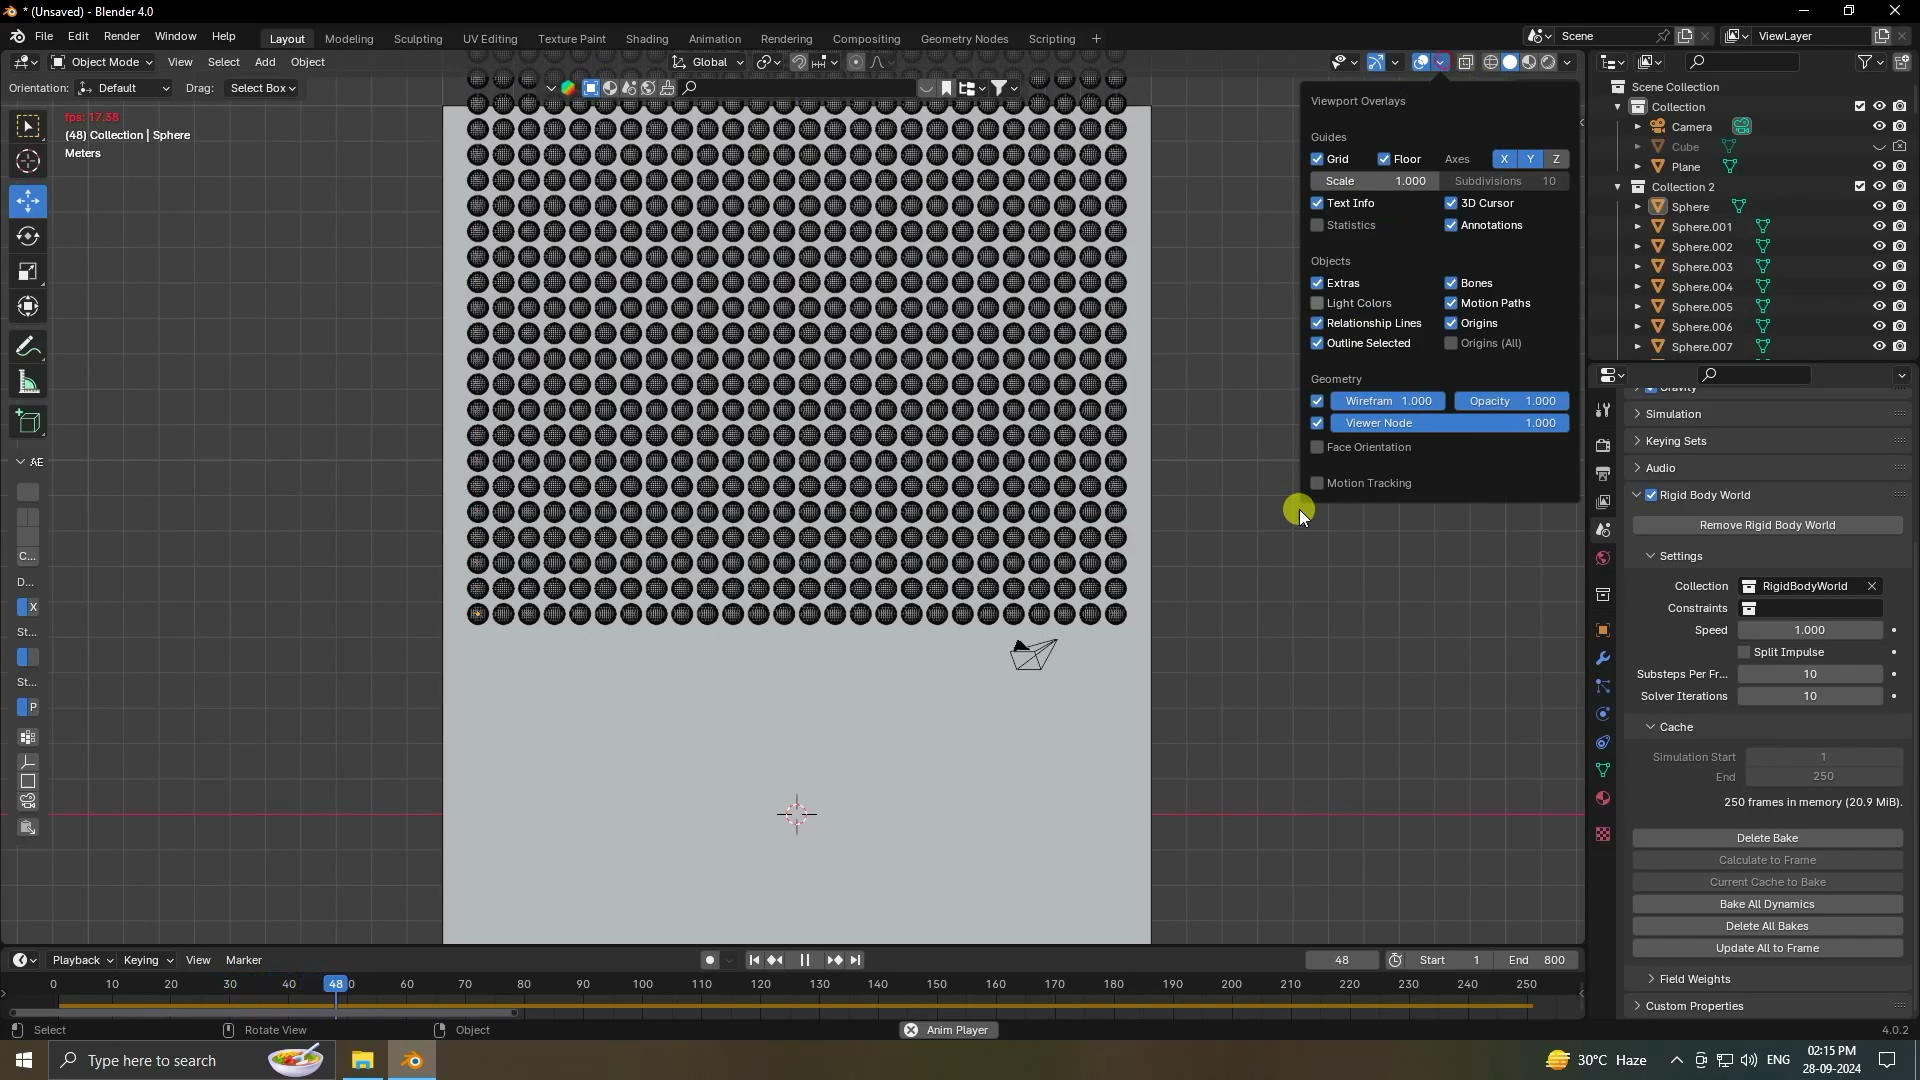 * (Unsaved) - Blender 4.0
File Edit Render Window Help
Layout Modeling Sculpting UV Editing Texture Paint Shading Animation Rendering Compositing Geometry Nodes Scripting +
Scene ViewLayer
Object Mode View Select Add Object Global
Orientation: Default Drag: Select Box
fps: 17.38
(48) Collection | Sphere
Meters
AE
C...
D...
X
St...
St...
P
Viewport Overlays
Guides
Grid Floor Axes X Y Z
Scale 1.000 Subdivisions 10
Text Info 3D Cursor
Statistics Annotations
Objects
Extras Bones
Light Colors Motion Paths
Relationship Lines Origins
Outline Selected Origins (All)
Geometry
Wirefram 1.000 Opacity 1.000
Viewer Node 1.000
Face Orientation
Motion Tracking
Scene Collection
Collection
Camera
Cube
Plane
Collection 2
Sphere
Sphere.001
Sphere.002
Sphere.003
Sphere.004
Sphere.005
Sphere.006
Sphere.007
Gravity
Simulation
Keying Sets
Audio
Rigid Body World
Remove Rigid Body World
Settings
Collection RigidBodyWorld
Constraints
Speed 1.000
Split Impulse
Substeps Per Fr... 10
Solver Iterations 10
Cache
Simulation Start 1
End 250
250 frames in memory (20.9 MiB).
Delete Bake
Calculate to Frame
Current Cache to Bake
Bake All Dynamics
Delete All Bakes
Update All to Frame
Field Weights
Custom Properties
Playback Keying View Marker 48 Start 1 End 800
0 10 20 30 40 48 0 60 70 80 90 100 110 120 130 140 150 160 170 180 190 200 210 220 230 240 250
Select Rotate View Object Anim Player 4.0.2
Type here to search
30°C Haze ENG
02:15 PM
28-09-2024